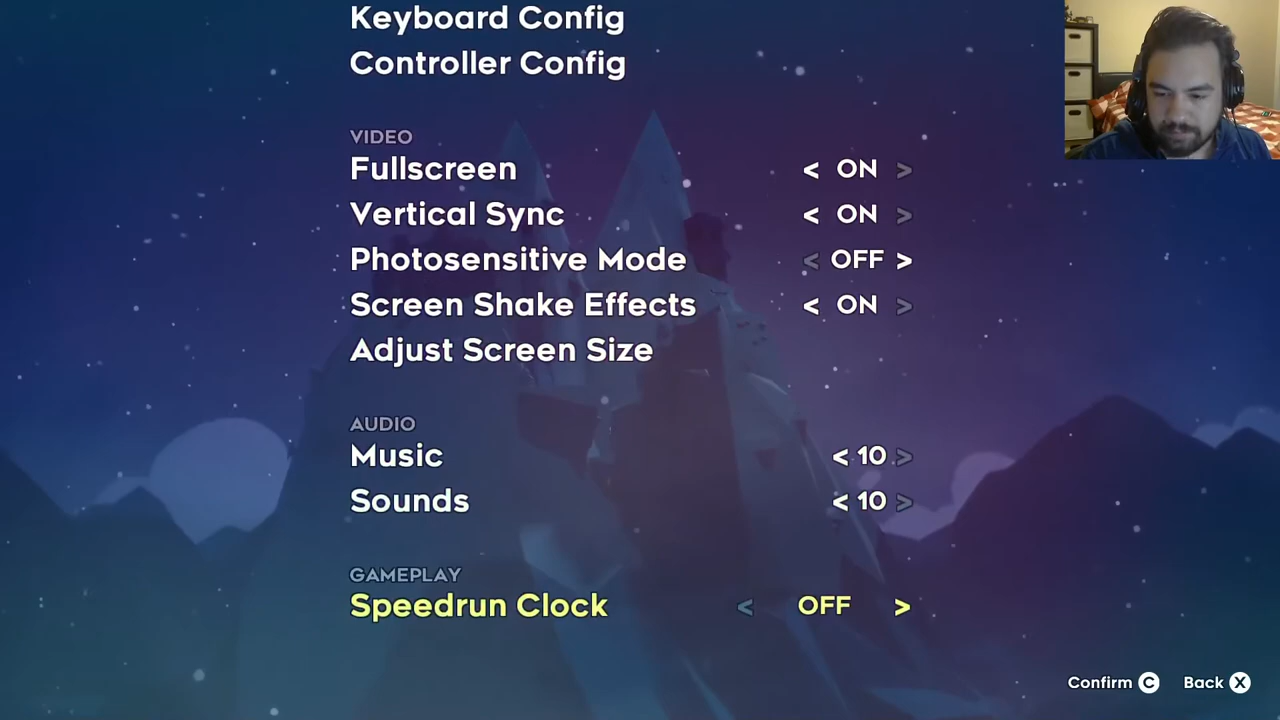 Keyboard Config
Controller Config
VIDEO
Fullscreen < ON >
Vertical Sync < ON >
Photosensitive Mode < OFF >
Screen Shake Effects < ON >
Adjust Screen Size
AUDIO
Music < 10 >
Sounds < 10 >
GAMEPLAY
Speedrun Clock < OFF >
Confirm C Back X